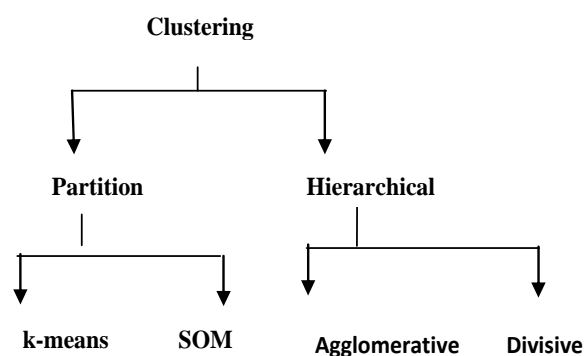 Clustering
Partition Hierarchical
k-means SOM Agglomerative Divisive